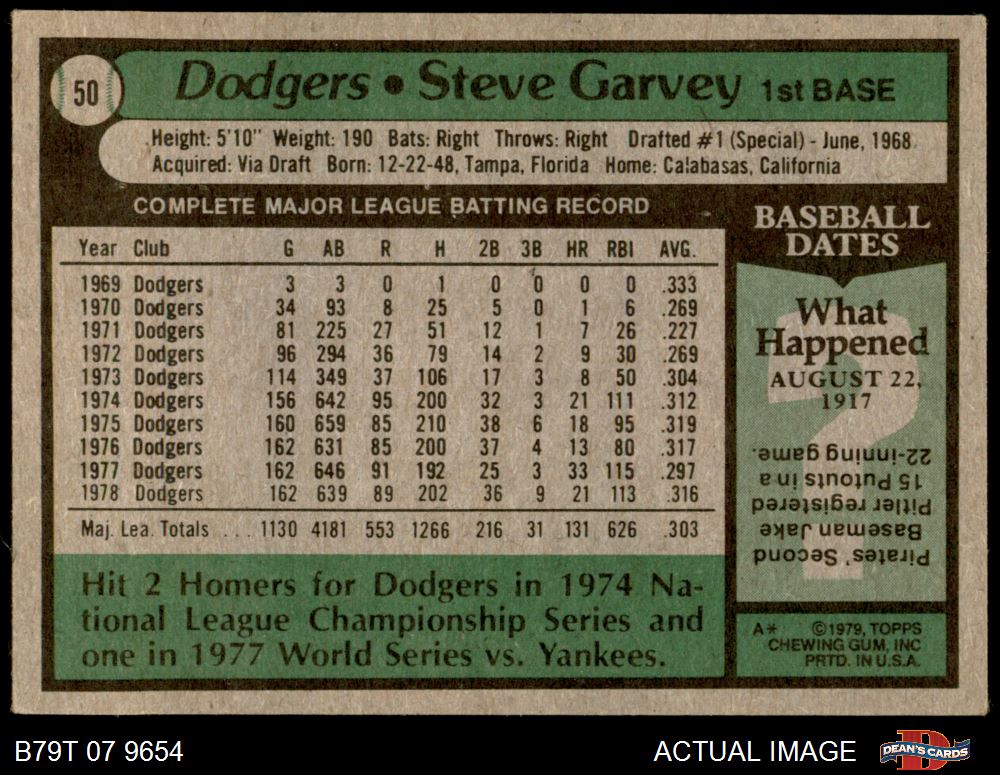 50
Dodgers • Steve Garvey 1st BASE
Height: 5'10" Weight: 190 Bats: Right Throws: Right Drafted #1 (Special) - June, 1968
Acquired: Via Draft Born: 12-22-48, Tampa, Florida Home: Calabasas, California
COMPLETE MAJOR LEAGUE BATTING RECORD
Year Club G AB R H 2B 3B HR RBI AVG.
1969 Dodgers 3 3 0 1 0 0 0 0 .333
1970 Dodgers 34 93 8 25 5 0 1 6 .269
1971 Dodgers 81 225 27 51 12 1 7 26 .227
1972 Dodgers 96 294 36 79 14 2 9 30 .269
1973 Dodgers 114 349 37 106 17 3 8 50 .304
1974 Dodgers 156 642 95 200 32 3 21 111 .312
1975 Dodgers 160 659 85 210 38 6 18 95 .319
1976 Dodgers 162 631 85 200 37 4 13 80 .317
1977 Dodgers 162 646 91 192 25 3 33 115 .297
1978 Dodgers 162 639 89 202 36 9 21 113 .316
Maj. Lea. Totals . . . 1130 4181 553 1266 216 31 131 626 .303
Hit 2 Homers for Dodgers in 1974 Na-
tional League Championship Series and
one in 1977 World Series vs. Yankees.
BASEBALL
DATES
What
Happened
AUGUST 22,
1917
?
Pirates' Second
Baseman Jake
Pitler registered
15 Putouts in a
22-inning game.
A* ©1979, TOPPS
CHEWING GUM, INC
PRTD. IN U.S.A.
B79T 07 9654
ACTUAL IMAGE
D
DEAN'S CARDS